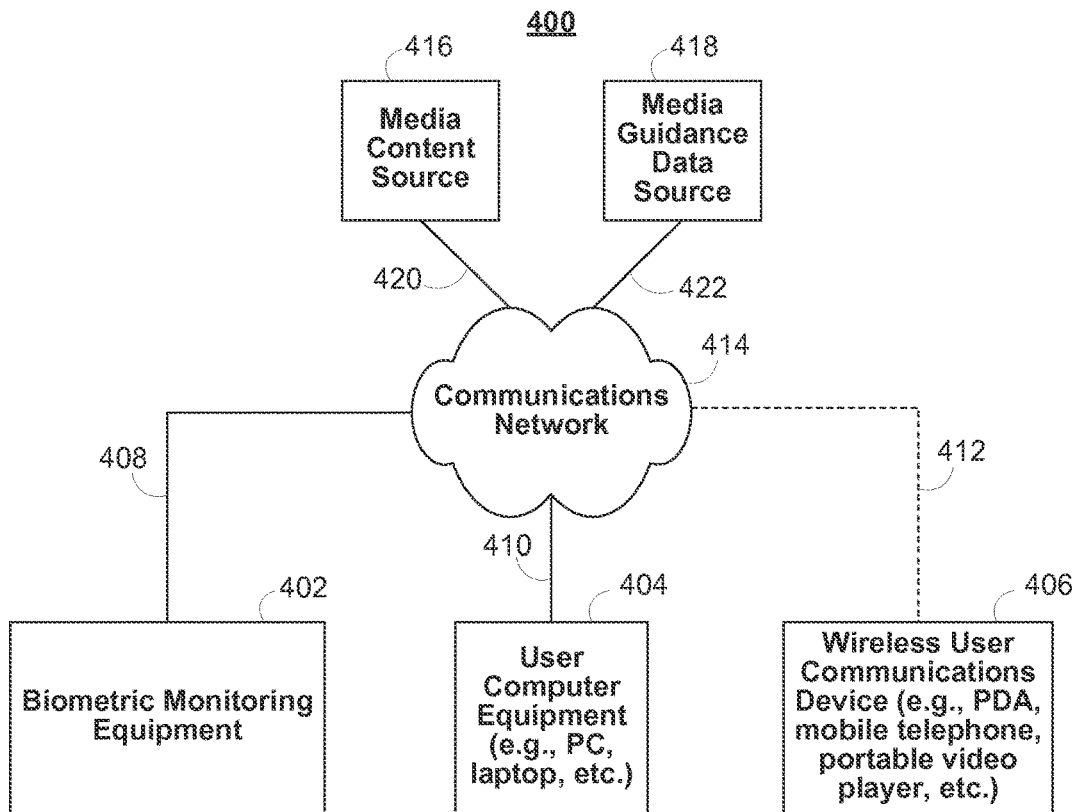 400
416
418
Media
Content
Source
Media
Guidance
Data
Source
420
422
414
Communications
Network
408
412
410
402
404
406
Biometric Monitoring
Equipment
User
Computer
Equipment
(e.g., PC,
laptop, etc.)
Wireless User
Communications
Device (e.g., PDA,
mobile telephone,
portable video
player, etc.)